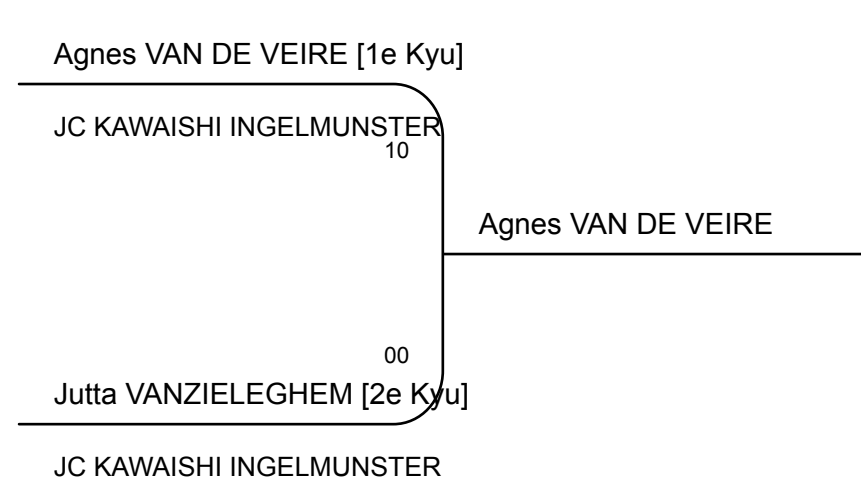 Agnes VAN DE VEIRE [1e Kyu]
JC KAWAISHI INGELMUNSTER
10
Agnes VAN DE VEIRE
00
Jutta VANZIELEGHEM [2e Kyu]
JC KAWAISHI INGELMUNSTER